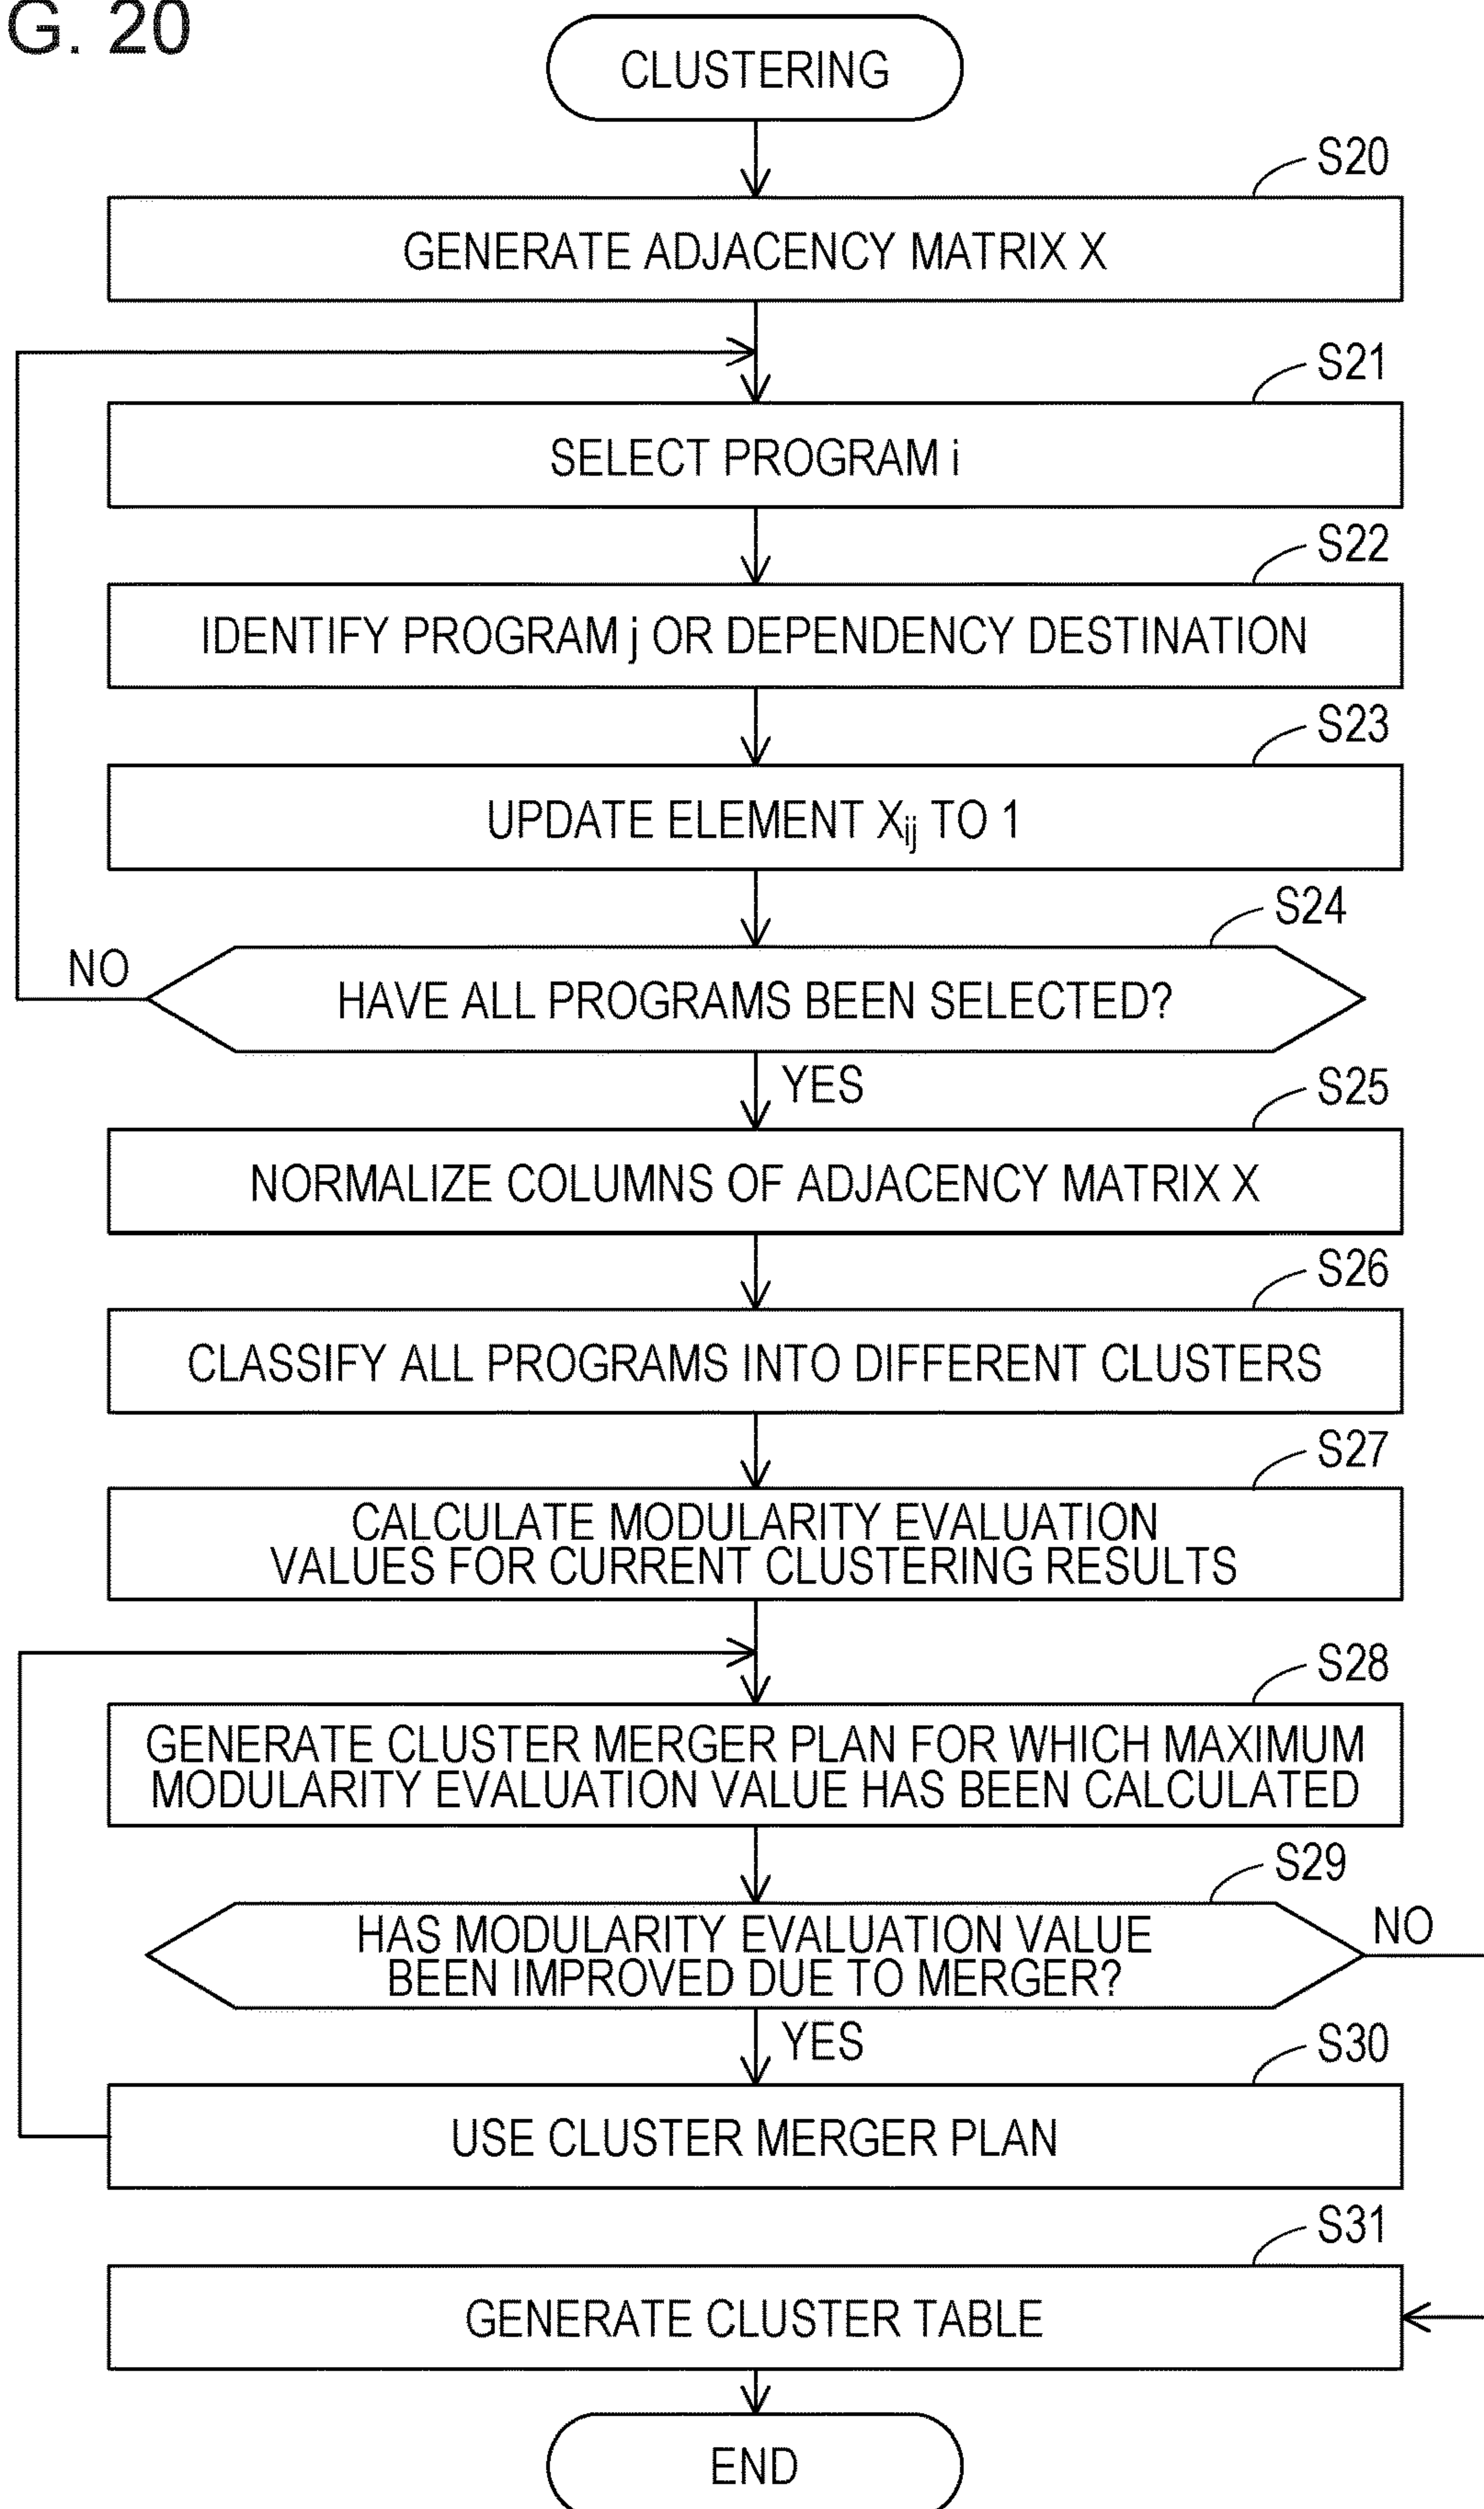 G. 20
CLUSTERING
S20
GENERATE ADJACENCY MATRIX X
S21
SELECT PROGRAM i
S22
IDENTIFY PROGRAM j OR DEPENDENCY DESTINATION
S23
UPDATE ELEMENT Xij TO 1
S24
NO
HAVE ALL PROGRAMS BEEN SELECTED?
YES
S25
NORMALIZE COLUMNS OF ADJACENCY MATRIX X
S26
CLASSIFY ALL PROGRAMS INTO DIFFERENT CLUSTERS
S27
CALCULATE MODULARITY EVALUATION
VALUES FOR CURRENT CLUSTERING RESULTS
S28
GENERATE CLUSTER MERGER PLAN FOR WHICH MAXIMUM
MODULARITY EVALUATION VALUE HAS BEEN CALCULATED
S29
HAS MODULARITY EVALUATION VALUE
BEEN IMPROVED DUE TO MERGER?
NO
YES
S30
USE CLUSTER MERGER PLAN
S31
GENERATE CLUSTER TABLE
END